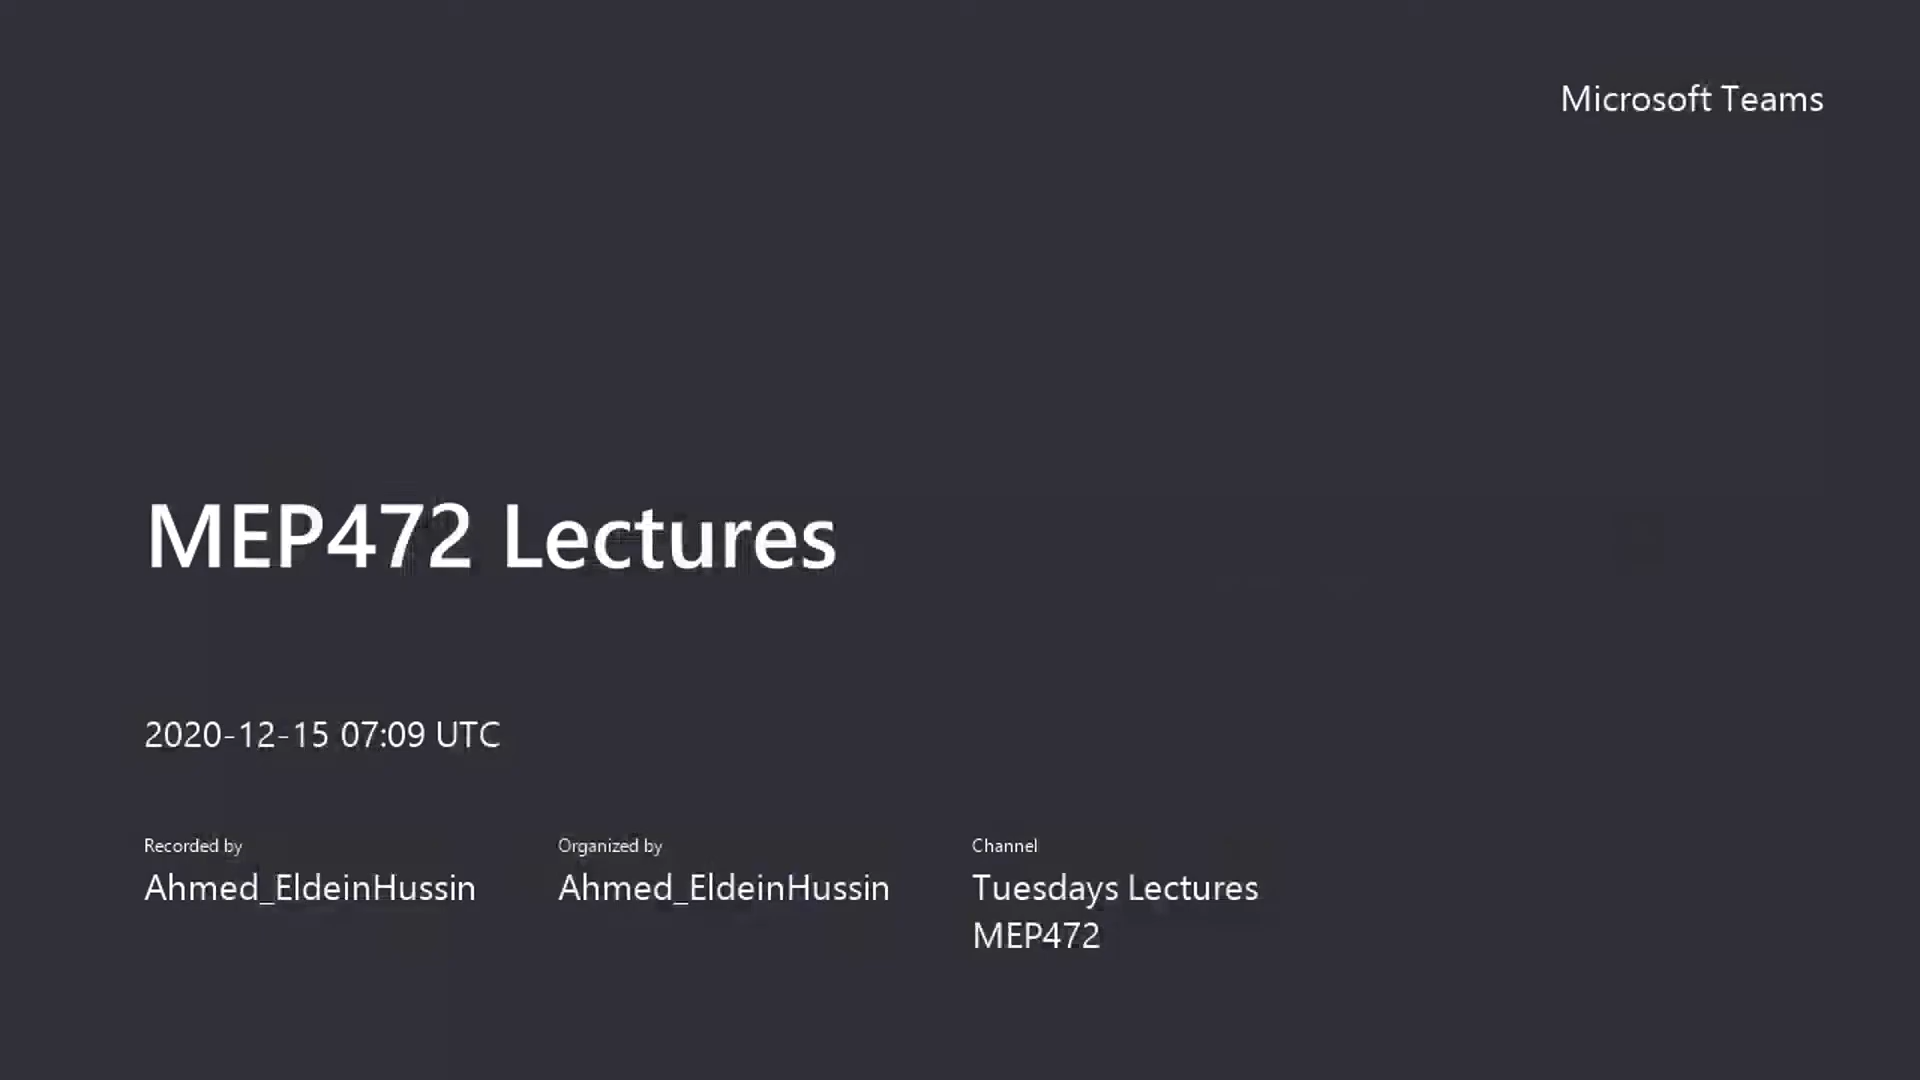 Microsoft Teams
MEP472 Lectures
2020-12-15 07:09 UTC
Recorded by
Ahmed_EldeinHussin
Organized by
Ahmed_EldeinHussin
Channel
Tuesdays Lectures
MEP472